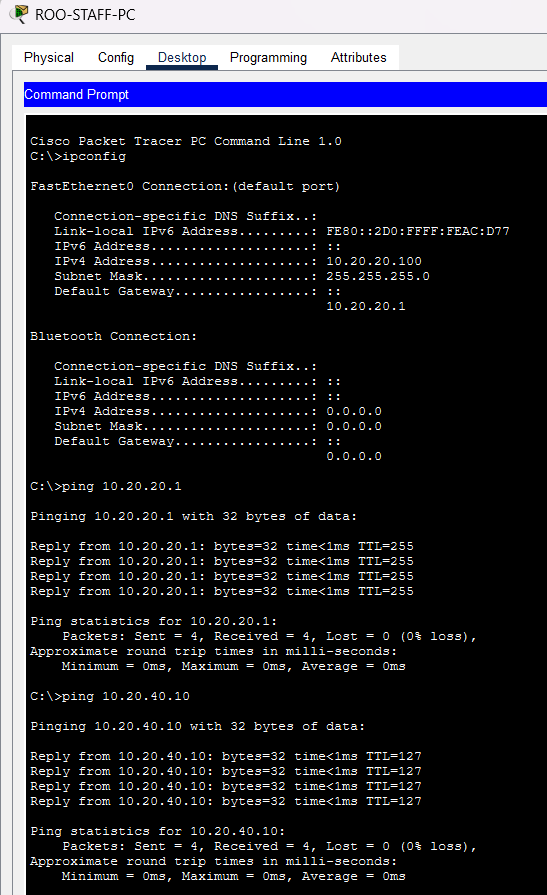 ROO-STAFF-PC
Physical Config Desktop Programming Attributes
Command Prompt
Cisco Packet Tracer PC Command Line 1.0
C:\>ipconfig
FastEthernet0 Connection:(default port)
Connection-specific DNS Suffix..:
Link-local IPv6 Address.........: FE80::2D0:FFFF:FEAC:D77
IPv6 Address....................: ::
IPv4 Address....................: 10.20.20.100
Subnet Mask.....................: 255.255.255.0
Default Gateway.................: ::
10.20.20.1
Bluetooth Connection:
Connection-specific DNS Suffix..:
Link-local IPv6 Address.........: ::
IPv6 Address....................: ::
IPv4 Address....................: 0.0.0.0
Subnet Mask.....................: 0.0.0.0
Default Gateway.................: ::
0.0.0.0
C:\>ping 10.20.20.1
Pinging 10.20.20.1 with 32 bytes of data:
Reply from 10.20.20.1: bytes=32 time<1ms TTL=255
Reply from 10.20.20.1: bytes=32 time<1ms TTL=255
Reply from 10.20.20.1: bytes=32 time<1ms TTL=255
Reply from 10.20.20.1: bytes=32 time<1ms TTL=255
Ping statistics for 10.20.20.1:
Packets: Sent = 4, Received = 4, Lost = 0 (0% loss),
Approximate round trip times in milli-seconds:
Minimum = 0ms, Maximum = 0ms, Average = 0ms
C:\>ping 10.20.40.10
Pinging 10.20.40.10 with 32 bytes of data:
Reply from 10.20.40.10: bytes=32 time<1ms TTL=127
Reply from 10.20.40.10: bytes=32 time<1ms TTL=127
Reply from 10.20.40.10: bytes=32 time<1ms TTL=127
Reply from 10.20.40.10: bytes=32 time<1ms TTL=127
Ping statistics for 10.20.40.10:
Packets: Sent = 4, Received = 4, Lost = 0 (0% loss),
Approximate round trip times in milli-seconds:
Minimum = 0ms, Maximum = 0ms, Average = 0ms